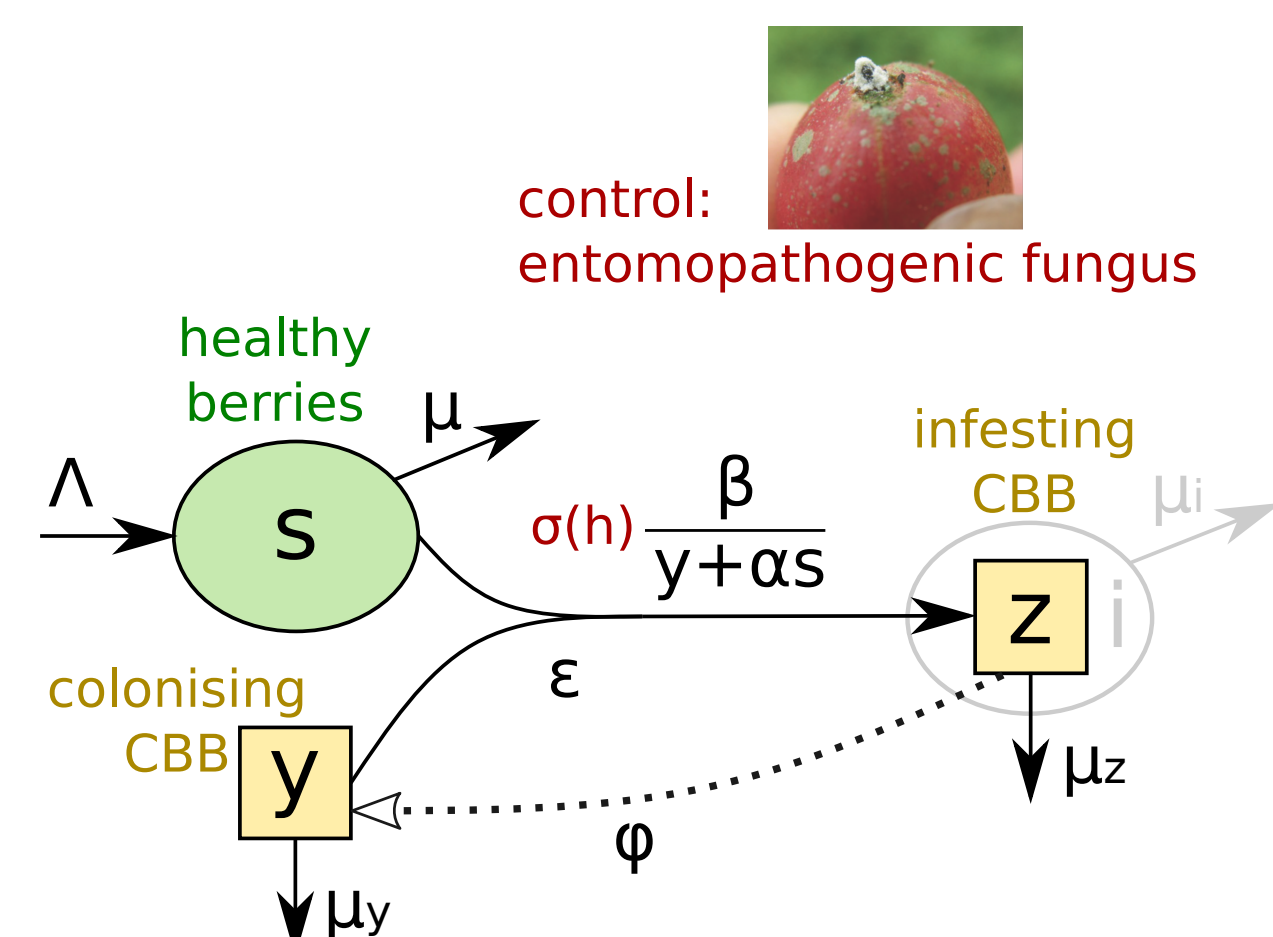 control:
entomopathogenic fungus
healthy
berries
μ
Λ
s
σ(h)
β
y+αs
infesting
CBB
μi
z
i
ε
colonising
CBB
y
μz
φ
μy